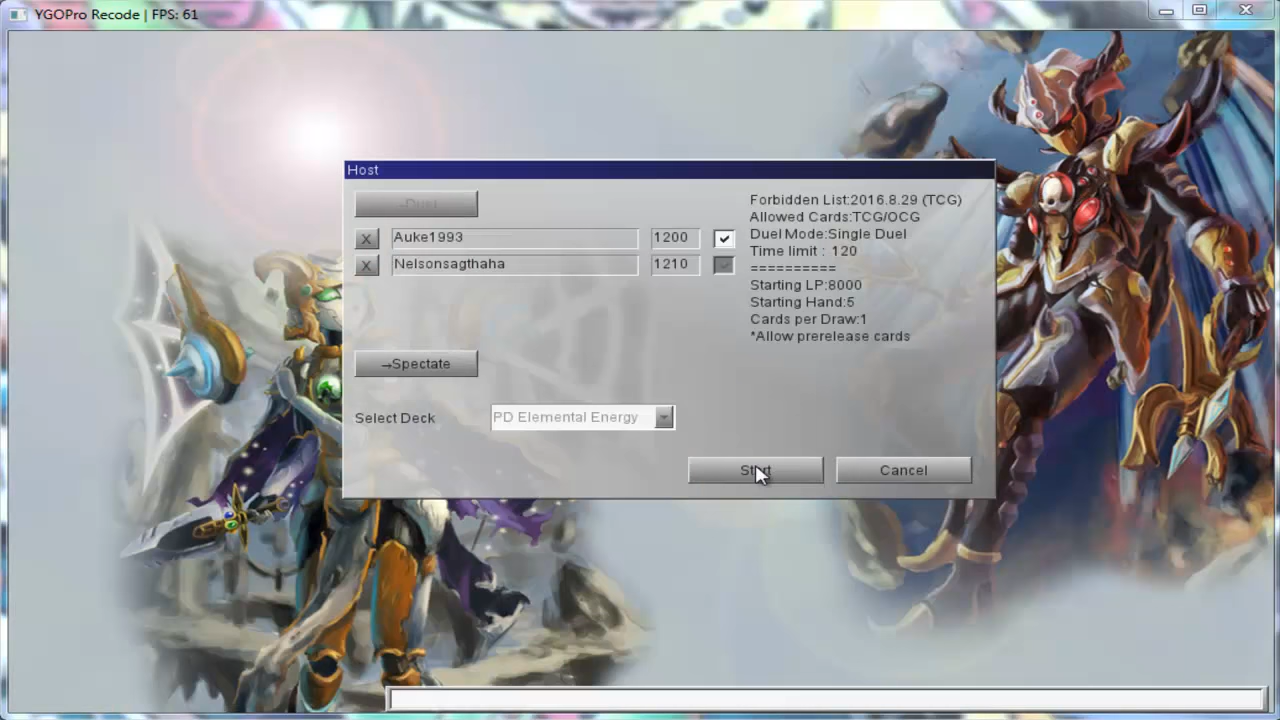 YGOPro Recode | FPS: 61
Host
→Duel
X Auke1993 1200
X Nelsonsagthaha 1210
Forbidden List:2016.8.29 (TCG)
Allowed Cards:TCG/OCG
Duel Mode:Single Duel
Time limit : 120
==========
Starting LP:8000
Starting Hand:5
Cards per Draw:1
*Allow prerelease cards
→Spectate
Select Deck PD Elemental Energy
Start Cancel